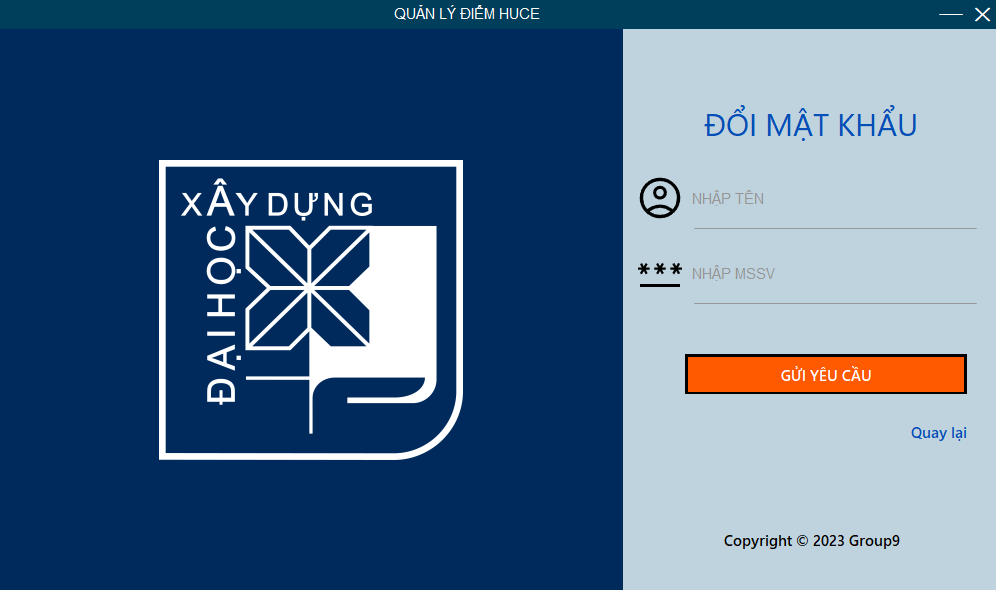 QUẢN LÝ ĐIỂM HUCE
XÂY DỰNG
ĐẠI HỌC
ĐỔI MẬT KHẨU
NHẬP TÊN
***
NHẬP MSSV
GỬI YÊU CẦU
Quay lại
Copyright © 2023 Group9